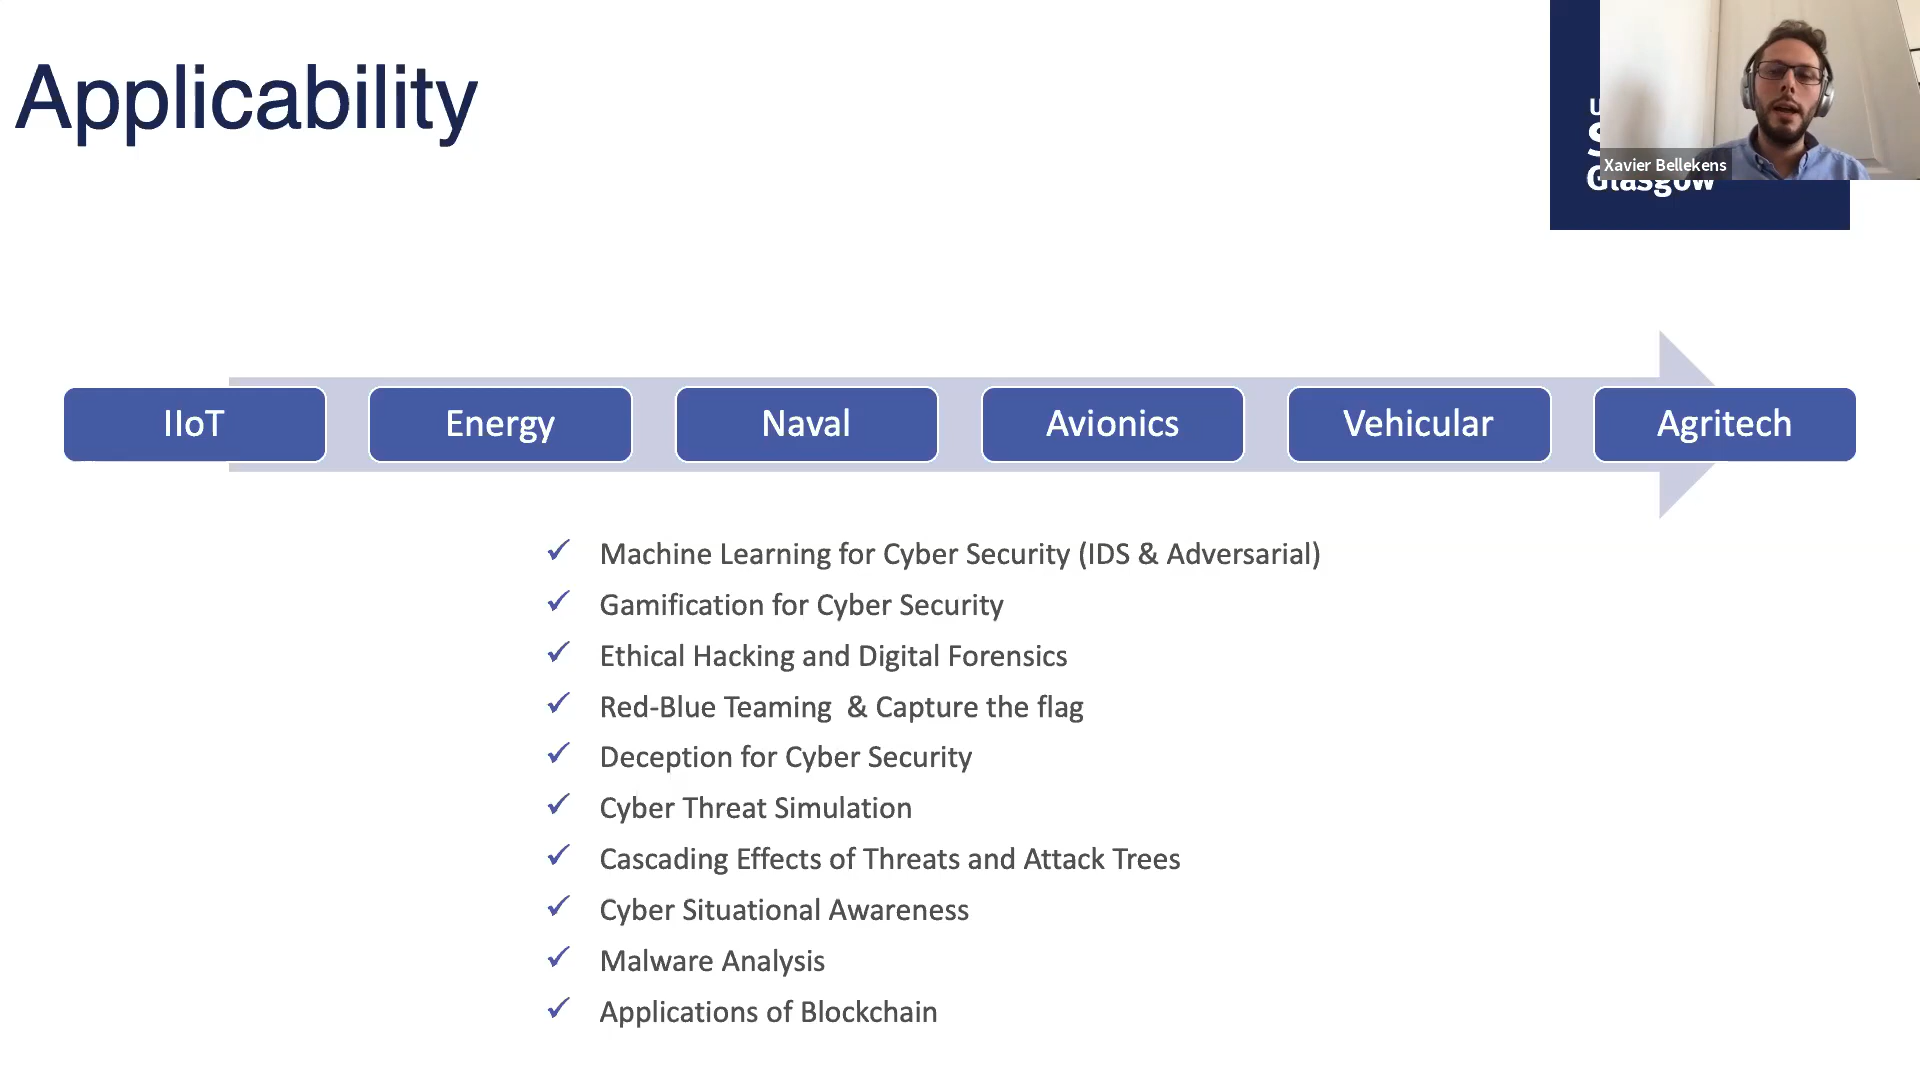 Applicability
Xavier Bellekens
Glasgow
IIoT
Energy
Naval
Avionics
Vehicular
Agritech
Machine Learning for Cyber Security (IDS & Adversarial)
Gamification for Cyber Security
Ethical Hacking and Digital Forensics
Red-Blue Teaming & Capture the flag
Deception for Cyber Security
Cyber Threat Simulation
Cascading Effects of Threats and Attack Trees
Cyber Situational Awareness
Malware Analysis
Applications of Blockchain